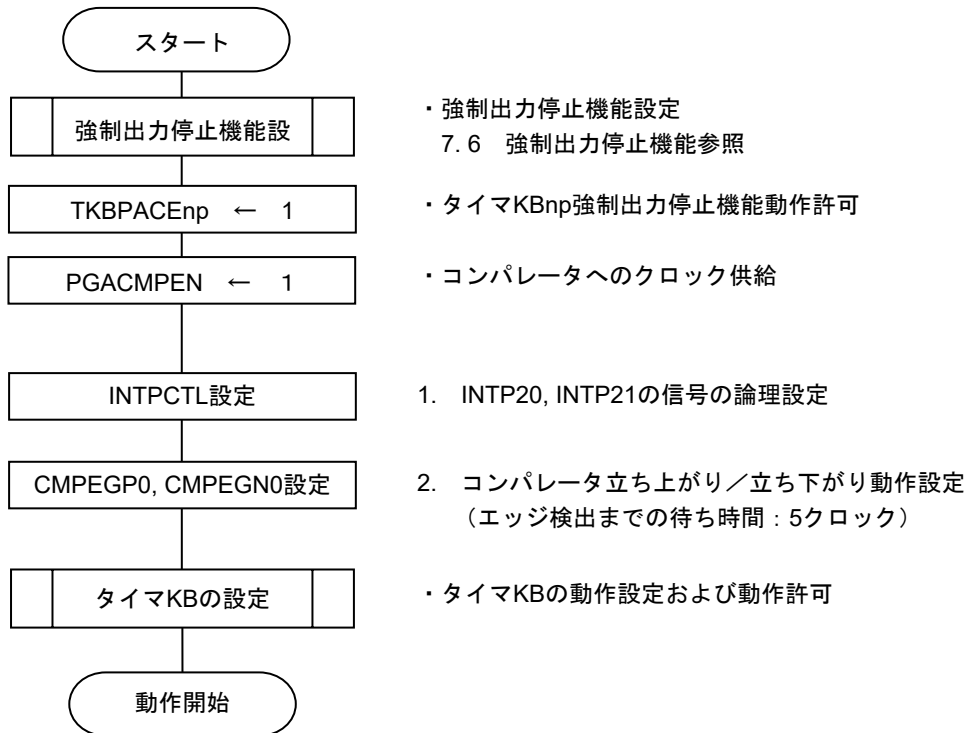 スタート
強制出力停止機能設
・強制出力停止機能設定
7. 6　強制出力停止機能参照
TKBPACEnp　←　1
・タイマKBnp強制出力停止機能動作許可
PGACMPEN　←　1
・コンパレータへのクロック供給
INTPCTL設定
1.　INTP20, INTP21の信号の論理設定
CMPEGP0, CMPEGN0設定
2.　コンパレータ立ち上がり／立ち下がり動作設定
（エッジ検出までの待ち時間：5クロック）
タイマKBの設定
・タイマKBの動作設定および動作許可
動作開始